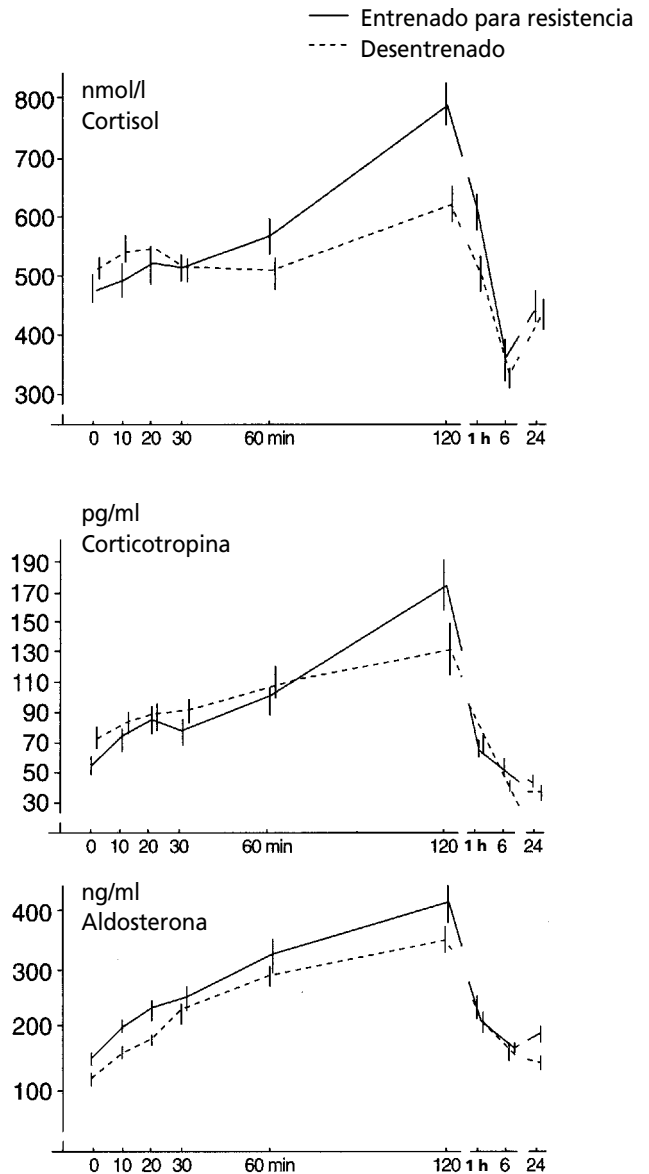 Entrenado para resistencia
Desentrenado
nmol/l
Cortisol
800
700
600
500
400
300
0 10 20 30 60 min 120 1 h 6 24
pg/ml
Corticotropina
190
170
150
130
110
90
70
50
30
0 10 20 30 60 min 120 1 h 6 24
ng/ml
Aldosterona
400
300
200
100
0 10 20 30 60 min 120 1 h 6 24